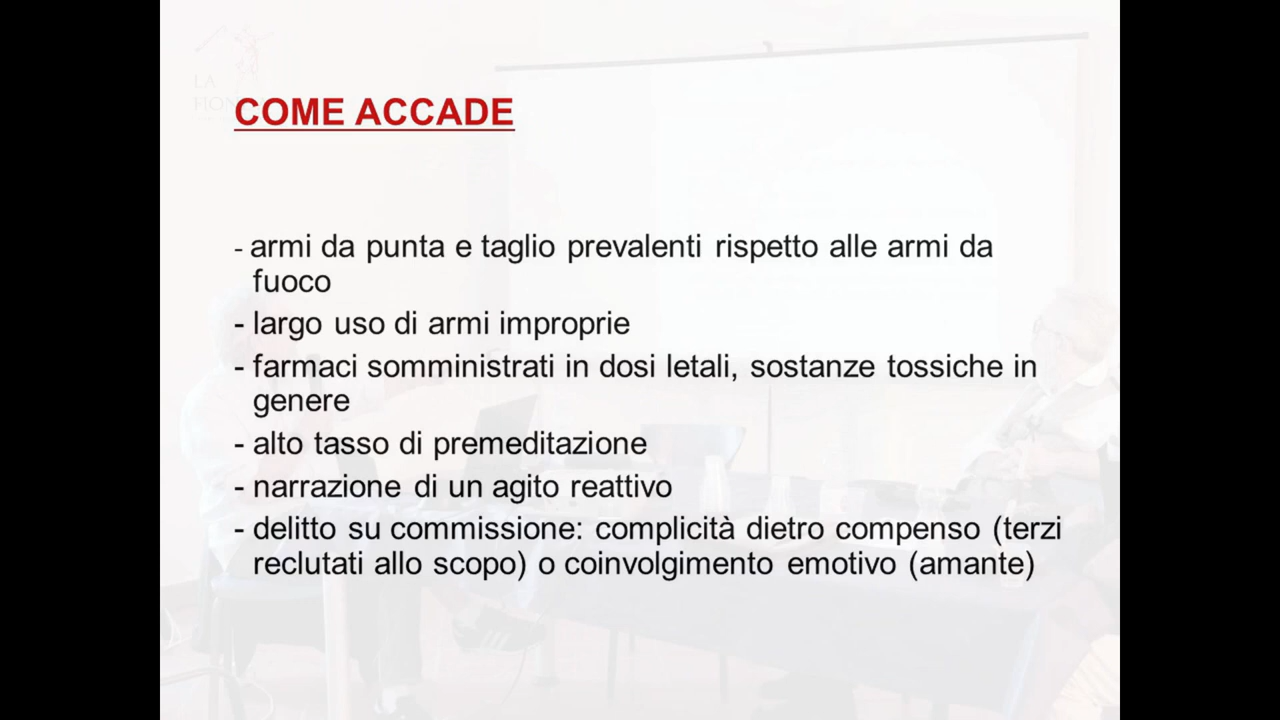 LA
FION
COME ACCADE
- armi da punta e taglio prevalenti rispetto alle armi da
fuoco
- largo uso di armi improprie
- farmaci somministrati in dosi letali, sostanze tossiche in
genere
- alto tasso di premeditazione
- narrazione di un agito reattivo
- delitto su commissione: complicità dietro compenso (terzi
reclutati allo scopo) o coinvolgimento emotivo (amante)